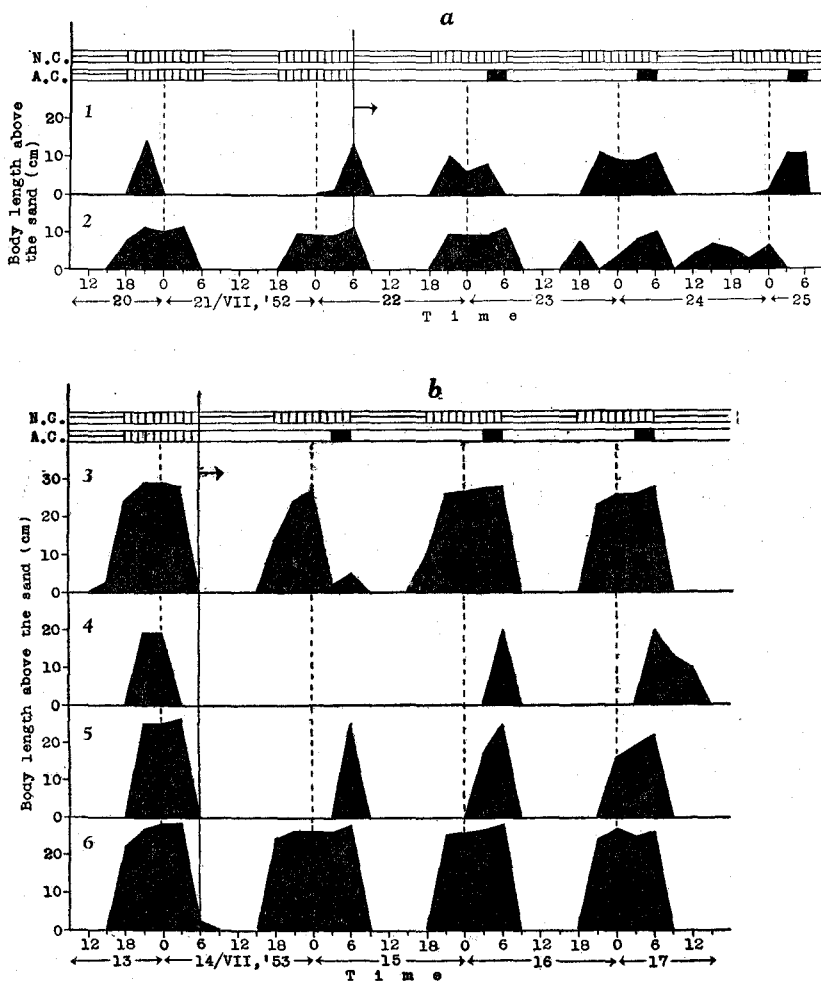 a
N.C.
A.C.
Body length above
the sand (cm)
1
20
10
0
2
10
0
12 18 0 6 12 18 0 6 12 18 0 6 12 18 0 6 12 18 0 6
20 21/VII,'52 22 23 24 25
Time
b
N.C.
A.C.
Body length above the sand (cm)
3
30
20
10
0
4
20
10
0
5
20
10
0
6
20
10
0
12 18 0 6 12 18 0 6 12 18 0 6 12 18 0 6 12
13 14/VII,'53 15 16 17
Time